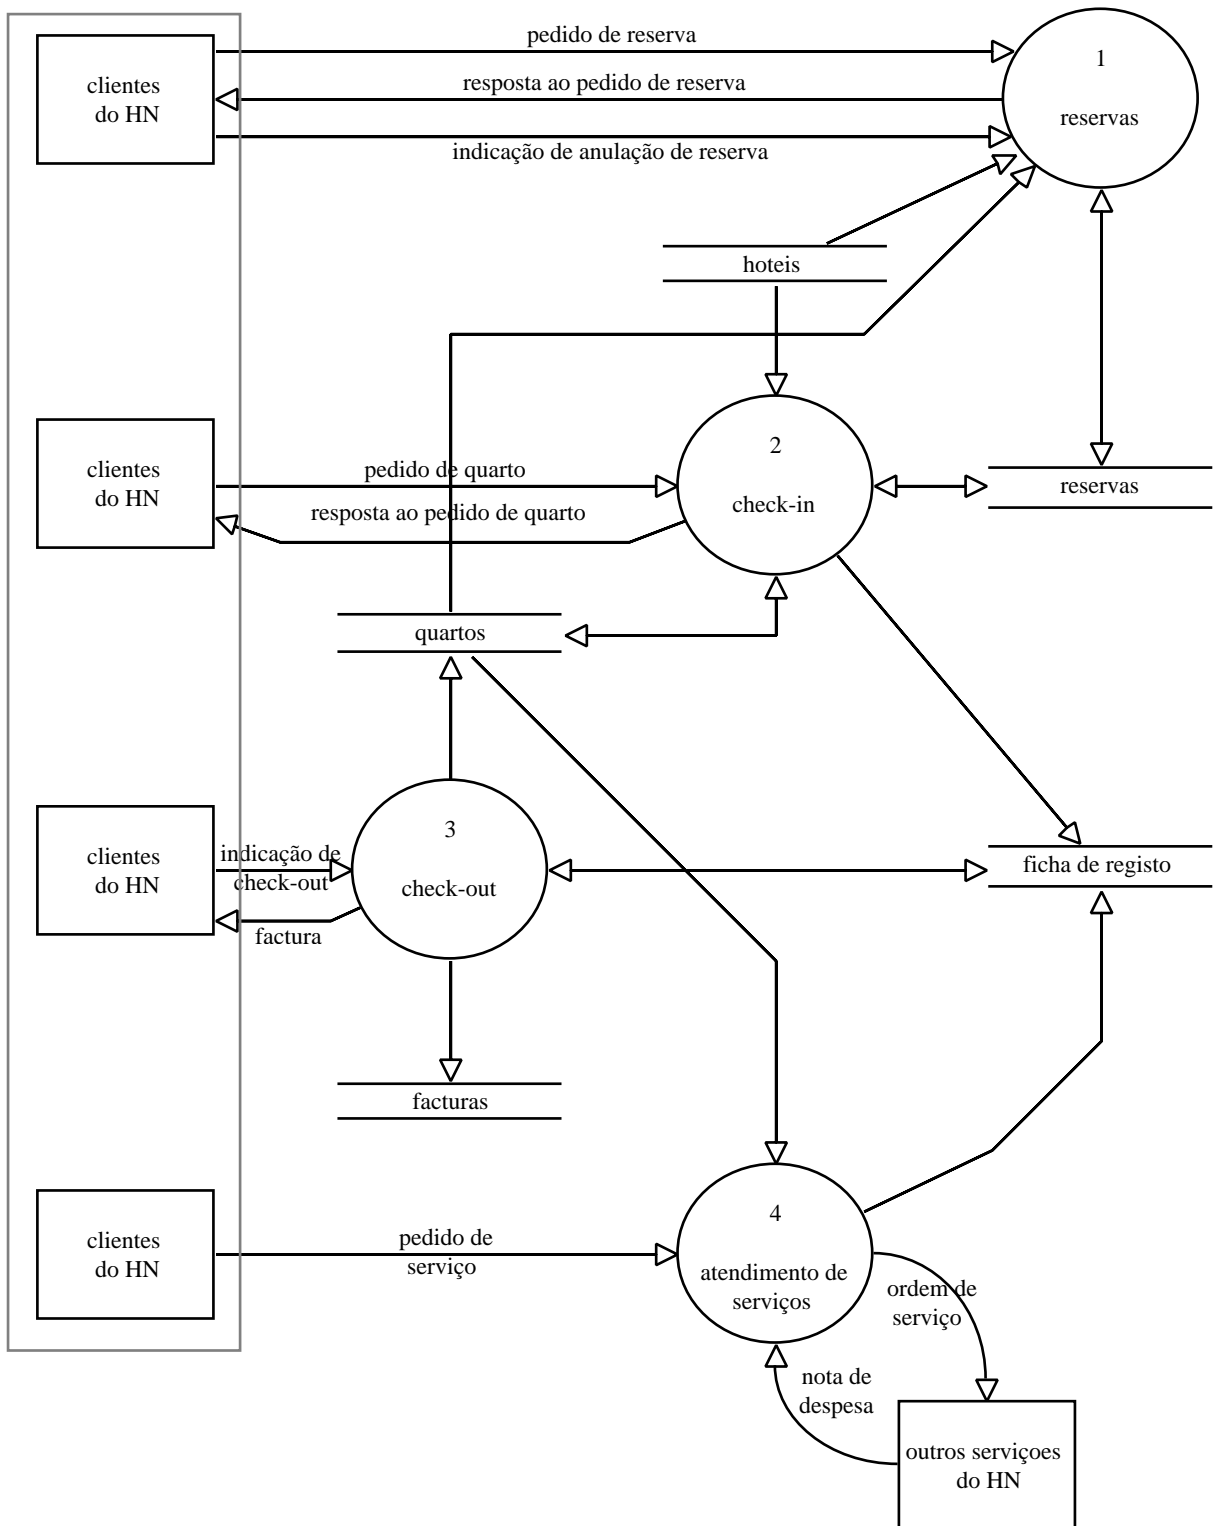 pedido de reserva
1
clientes
do HN
resposta ao pedido de reserva
reservas
indicação de anulação de reserva
hoteis
2
clientes
do HN
pedido de quarto
reservas
check-in
resposta ao pedido de quarto
quartos
3
clientes
do HN
indicação de
check-out
check-out
ficha de registo
factura
facturas
4
clientes
do HN
pedido de
serviço
atendimento de
serviços
ordem de
serviço
nota de
despesa
outros serviçoes
do HN